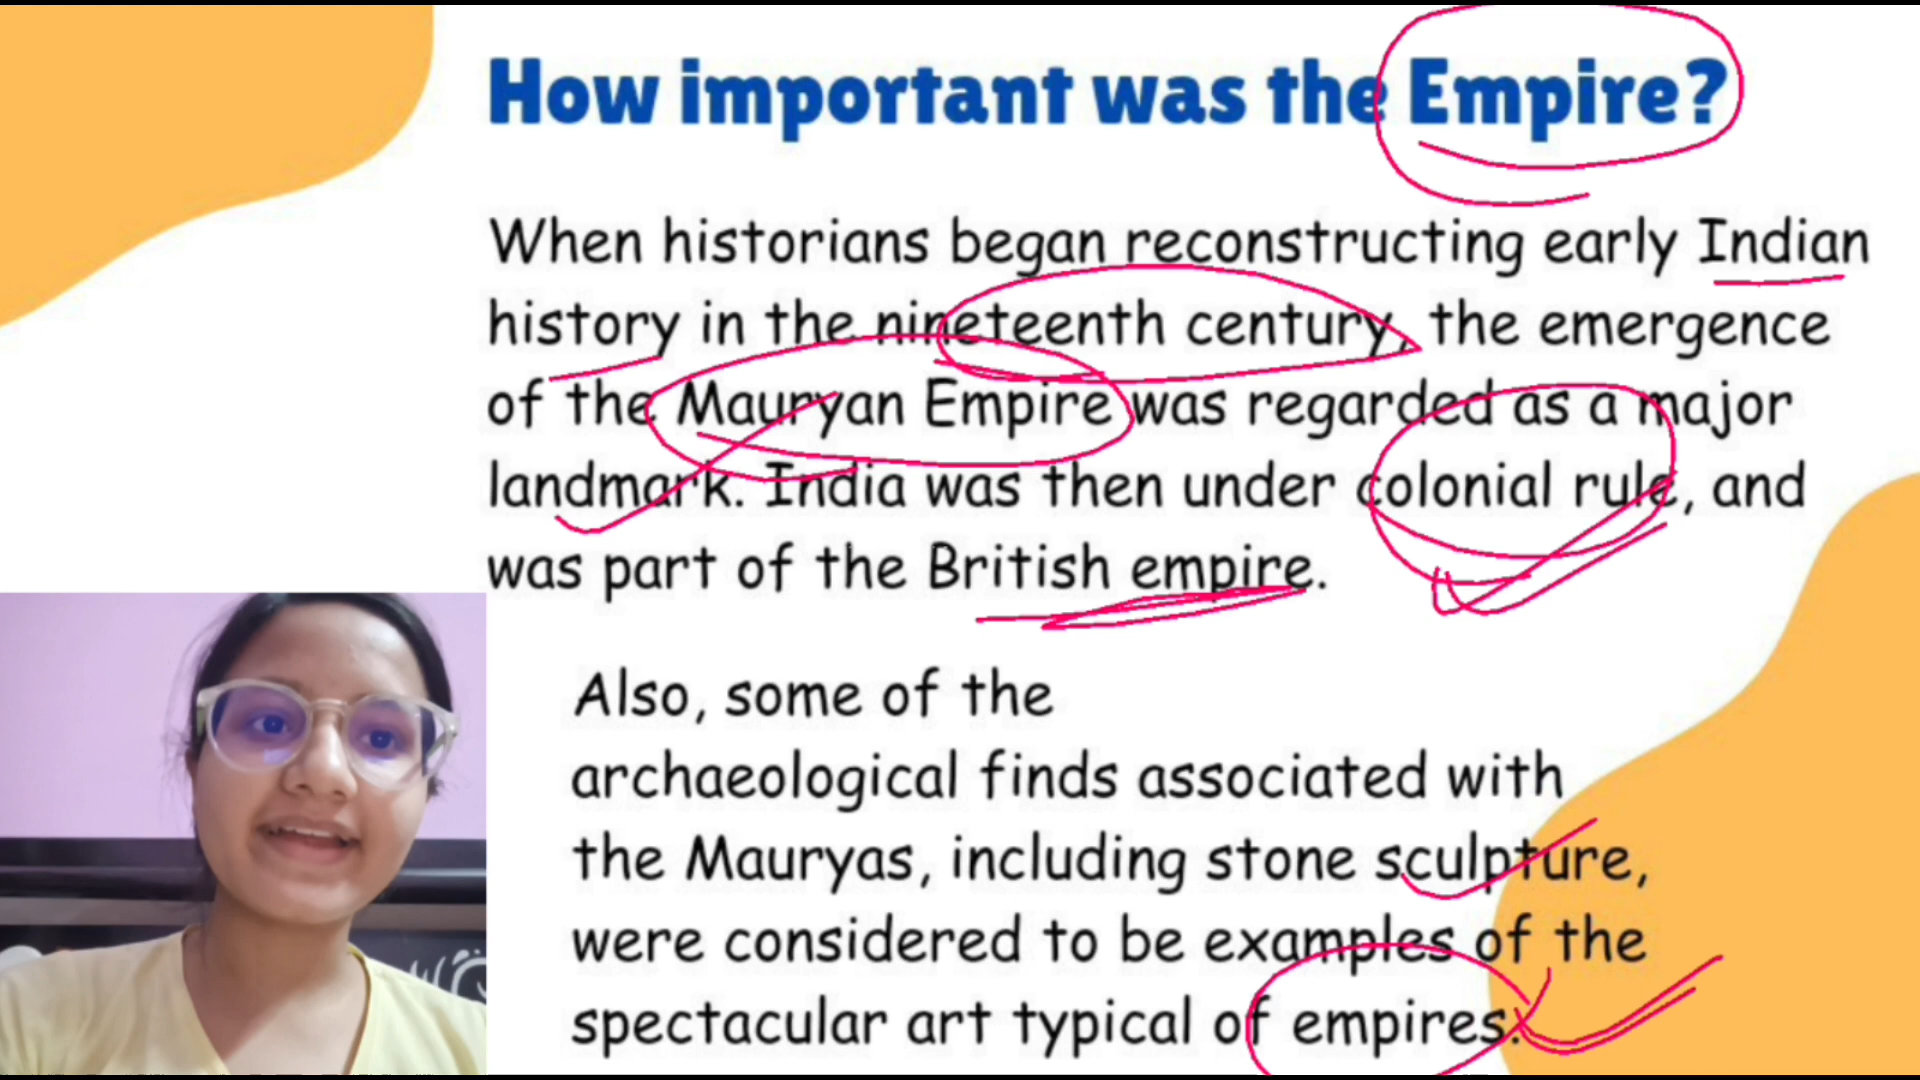 How important was the Empire?
When historians began reconstructing early Indian
history in the nineteenth century, the emergence
of the Mauryan Empire was regarded as a major
landmark. India was then under colonial rule, and
was part of the British empire.
Also, some of the
archaeological finds associated with
the Mauryas, including stone sculpture,
were considered to be examples of the
spectacular art typical of empires.